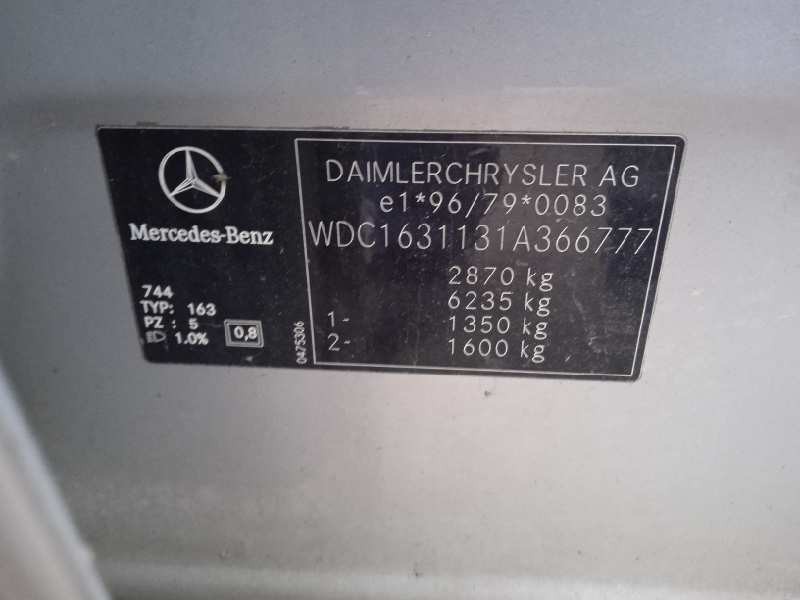 Mercedes-Benz
744
TYP: 163
PZ : 5
1.0%
0,8
0475306
DAIMLERCHRYSLER AG
e1*96/79*0083
WDC1631131A366777
2870 kg
6235 kg
1- 1350 kg
2- 1600 kg